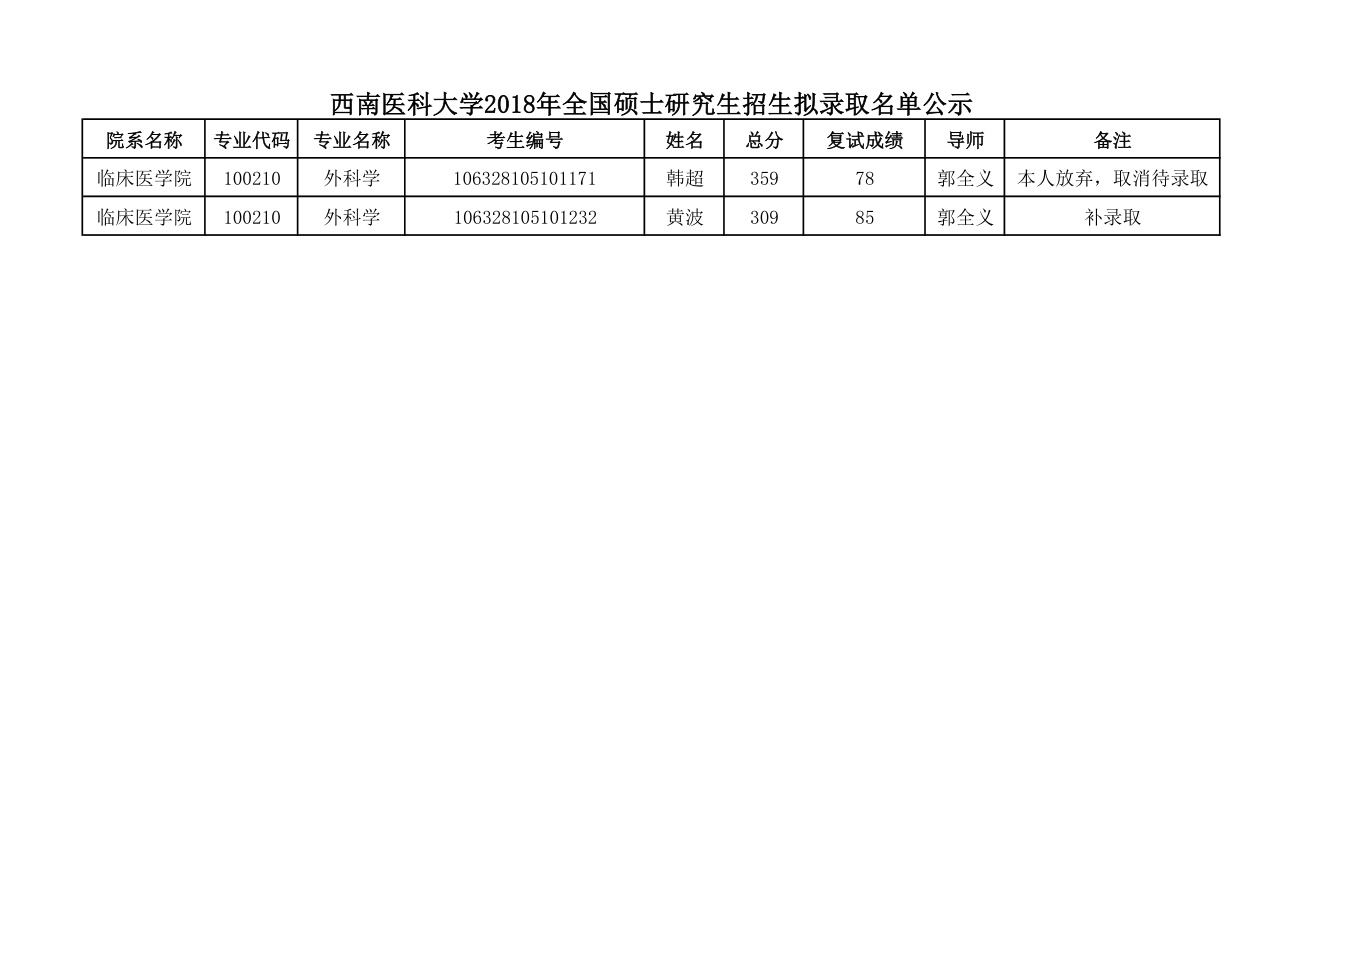 西南医科大学2018年全国硕士研究生招生拟录取名单公示
院系名称 专业代码 专业名称 考生编号 姓名 总分 复试成绩 导师 备注
临床医学院 100210 外科学 106328105101171 韩超 359 78 郭全义 本人放弃，取消待录取
临床医学院 100210 外科学 106328105101232 黄波 309 85 郭全义 补录取